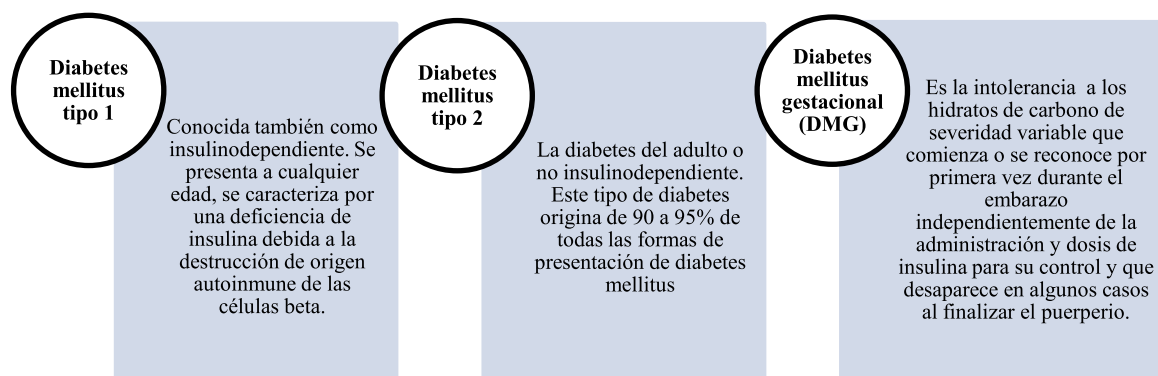 Diabetes
mellitus
tipo 1
Conocida también como
insulinodependiente. Se
presenta a cualquier
edad, se caracteriza por
una deficiencia de
insulina debida a la
destrucción de origen
autoinmune de las
células beta.
Diabetes
mellitus
tipo 2
La diabetes del adulto o
no insulinodependiente.
Este tipo de diabetes
origina de 90 a 95% de
todas las formas de
presentación de diabetes
mellitus
Diabetes
mellitus
gestacional
(DMG)
Es la intolerancia a los
hidratos de carbono de
severidad variable que
comienza o se reconoce por
primera vez durante el
embarazo
independientemente de la
administración y dosis de
insulina para su control y que
desaparece en algunos casos
al finalizar el puerperio.